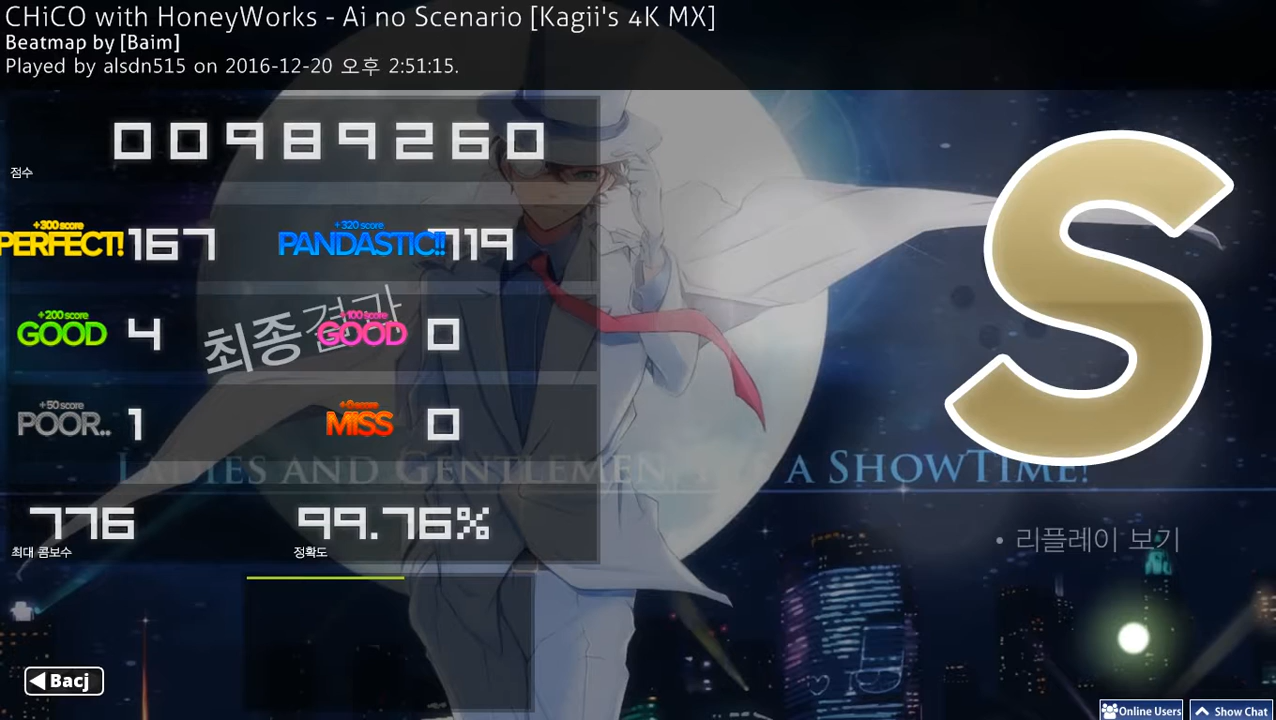 CHiCO with HoneyWorks - Ai no Scenario [Kagii's 4K MX]
Beatmap by [Baim]
Played by alsdn515 on 2016-12-20 오후 2:51:15.
00989260
점수
+300 score
PERFECT! 167
+320 score
PANDASTIC!! 719
+200 score
GOOD 4
최종결과
+100 score
GOOD 0
+50 score
POOR.. 1
+0 score
MISS 0
S
LADIES AND GENTLEMEN, IT'S A SHOWTIME!
776
최대 콤보수
99.76%
정확도
• 리플레이 보기
Bacj
Online Users
Show Chat